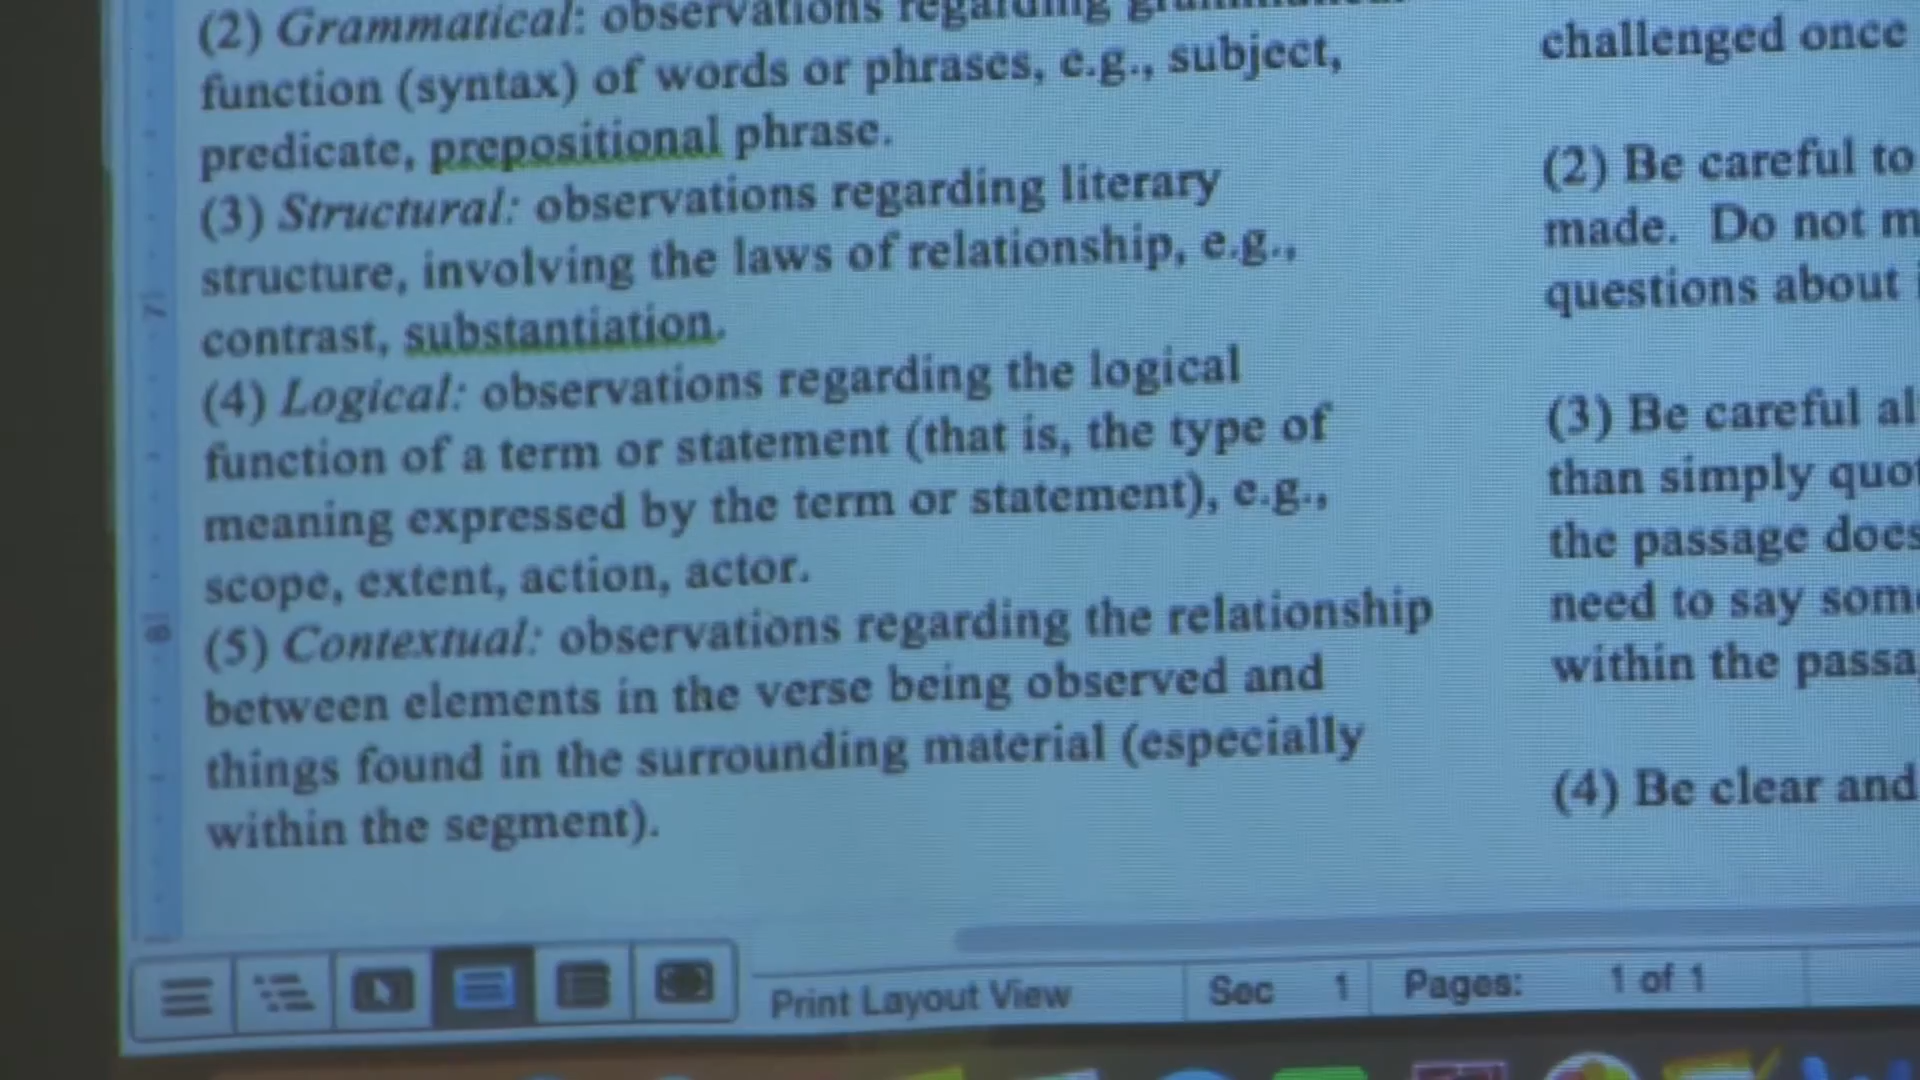 (2) Grammatical: observations regarding
function (syntax) of words or phrases, e.g., subject,
predicate, prepositional phrase.
(3) Structural: observations regarding literary
structure, involving the laws of relationship, e.g.,
contrast, substantiation.
(4) Logical: observations regarding the logical
function of a term or statement (that is, the type of
meaning expressed by the term or statement), e.g.,
scope, extent, action, actor.
(5) Contextual: observations regarding the relationship
between elements in the verse being observed and
things found in the surrounding material (especially
within the segment).
challenged once
(2) Be careful to
made. Do not
questions about
(3) Be careful
than simply
the passage does
need to say
within the
(4) Be clear and
7
8
Print Layout View
Sec 1
Pages: 1 of 1